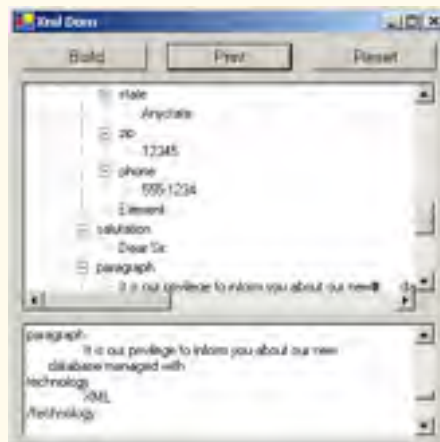 Xml Dom
Build Print Reset
state
Anystate
zip
12345
phone
555-1234
Element
salutation
Dear Sir
paragraph
It is our privilege to inform you about our new
paragraph
It is our privilege to inform you about our new
database managed with
technology
XML
/technology